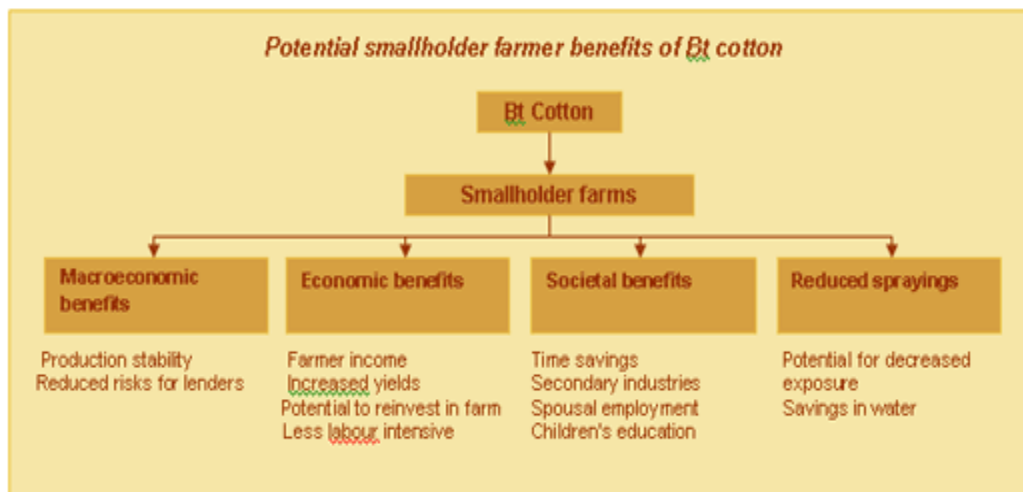 Potential smallholder farmer benefits of Bt cotton
Bt Cotton
Smallholder farms
Macroeconomic
benefits
Production stability
Reduced risks for lenders
Economic benefits
Farmer income
Increased yields
Potential to reinvest in farm
Less labour intensive
Societal benefits
Time savings
Secondary industries
Spousal employment
Children's education
Reduced sprayings
Potential for decreased
exposure
Savings in water